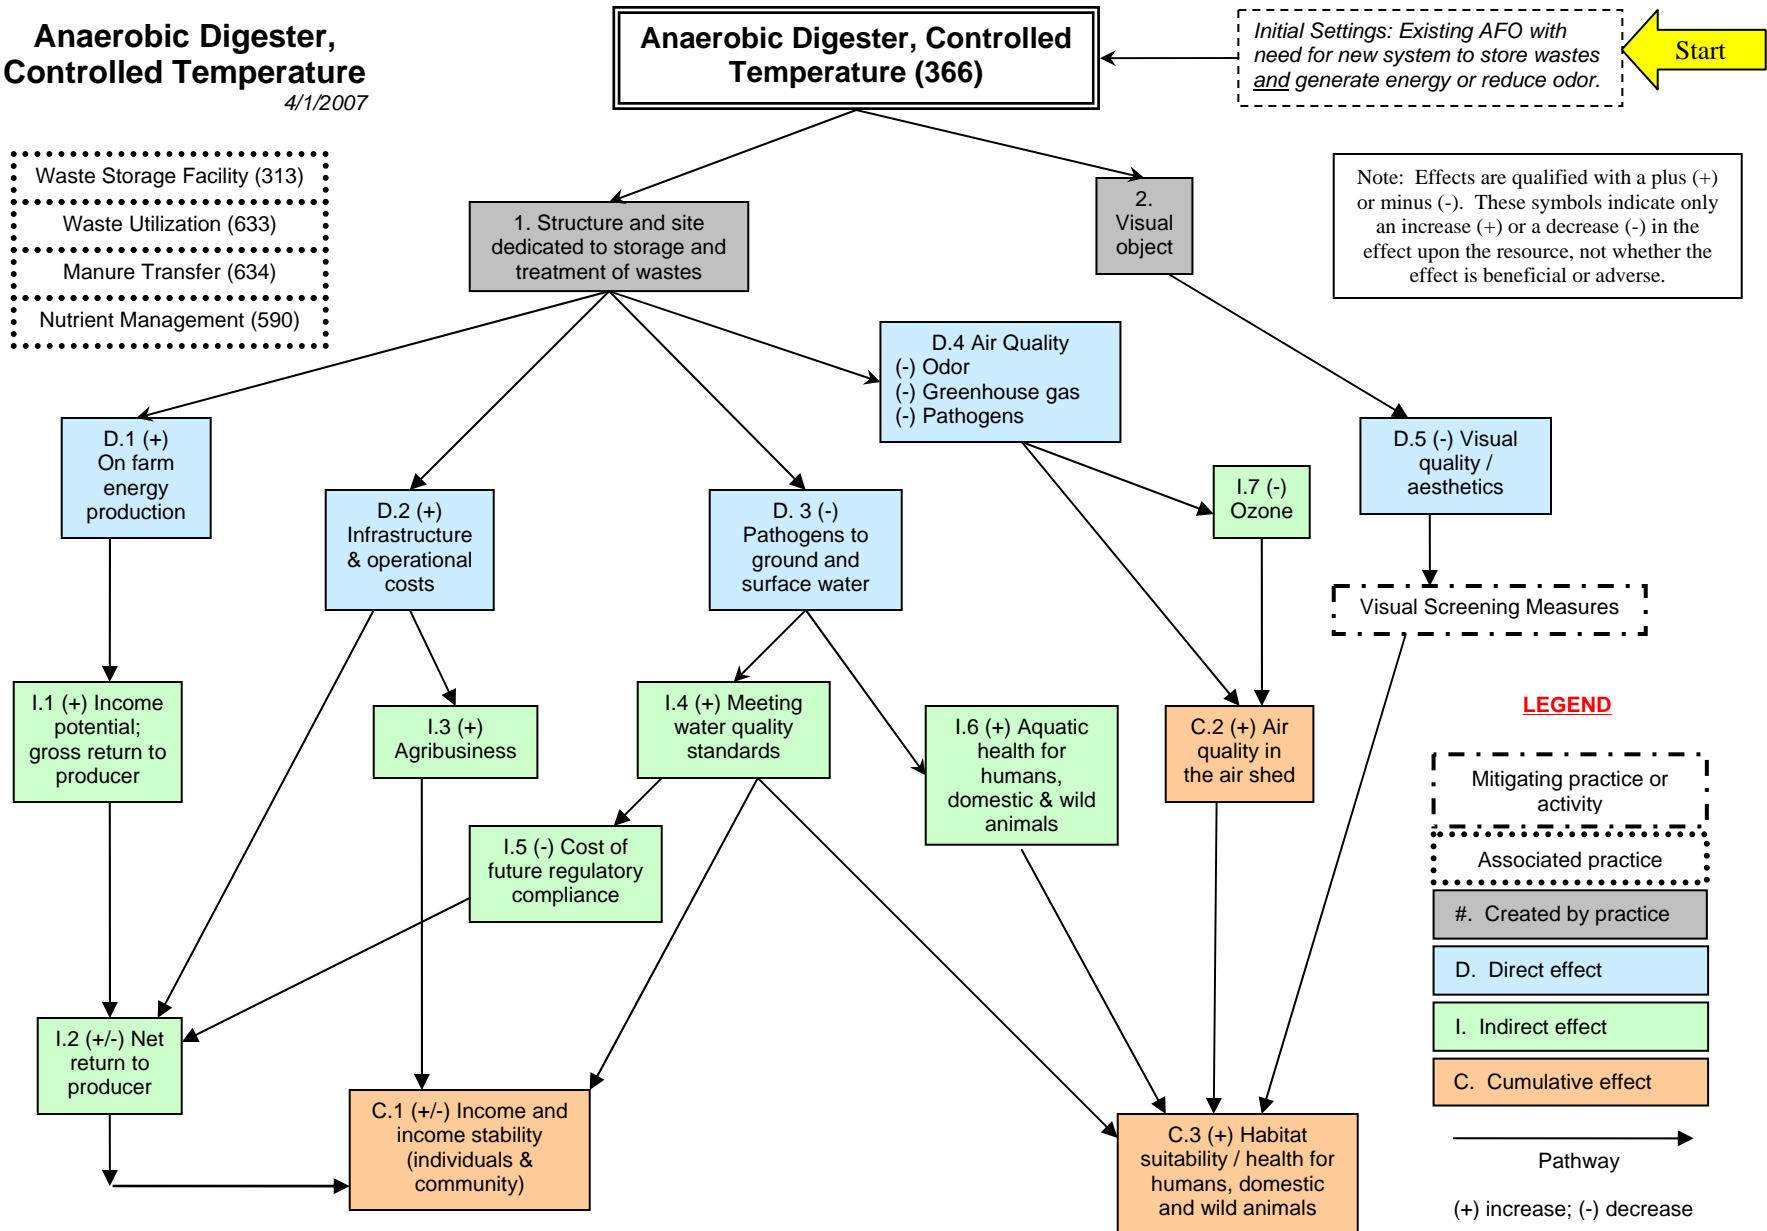 Anaerobic Digester,
Controlled Temperature
4/1/2007
Anaerobic Digester, Controlled
Temperature (366)
Initial Settings: Existing AFO with
need for new system to store wastes
and generate energy or reduce odor.
Start
Waste Storage Facility (313)
Waste Utilization (633)
Manure Transfer (634)
Nutrient Management (590)
1. Structure and site
dedicated to storage and
treatment of wastes
2.
Visual
object
Note: Effects are qualified with a plus (+)
or minus (-). These symbols indicate only
an increase (+) or a decrease (-) in the
effect upon the resource, not whether the
effect is beneficial or adverse.
D.4 Air Quality
(-) Odor
(-) Greenhouse gas
(-) Pathogens
D.1 (+)
On farm
energy
production
D.2 (+)
Infrastructure
& operational
costs
D. 3 (-)
Pathogens to
ground and
surface water
I.7 (-)
Ozone
D.5 (-) Visual
quality /
aesthetics
Visual Screening Measures
I.1 (+) Income
potential;
gross return to
producer
I.3 (+)
Agribusiness
I.4 (+) Meeting
water quality
standards
I.6 (+) Aquatic
health for
humans,
domestic & wild
animals
C.2 (+) Air
quality in
the air shed
I.5 (-) Cost of
future regulatory
compliance
I.2 (+/-) Net
return to
producer
C.1 (+/-) Income and
income stability
(individuals &
community)
C.3 (+) Habitat
suitability / health for
humans, domestic
and wild animals
LEGEND
Mitigating practice or
activity
Associated practice
#. Created by practice
D. Direct effect
I. Indirect effect
C. Cumulative effect
Pathway
(+) increase; (-) decrease